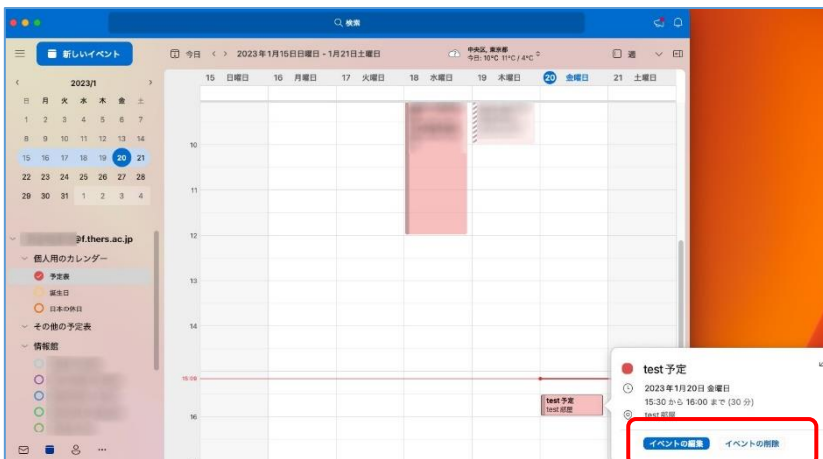 検索
新しいイベント
今日 2023年1月15日日曜日 - 1月21日土曜日
中央区, 東京都
今日: 10°C 11°C / 4°C
週
2023/1
日 月 火 水 木 金 土
1 2 3 4 5 6 7
8 9 10 11 12 13 14
15 16 17 18 19 20 21
22 23 24 25 26 27 28
29 30 31 1 2 3 4
@f.thers.ac.jp
個人用のカレンダー
予定表
誕生日
日本の休日
その他の予定表
情報館
15 日曜日 16 月曜日 17 火曜日 18 水曜日 19 木曜日 20 金曜日 21 土曜日
10
11
12
13
14
16
test 予定
test 部屋
test 予定
2023年1月20日 金曜日
15:30 から 16:00 まで (30 分)
test 部屋
イベントの編集 イベントの削除